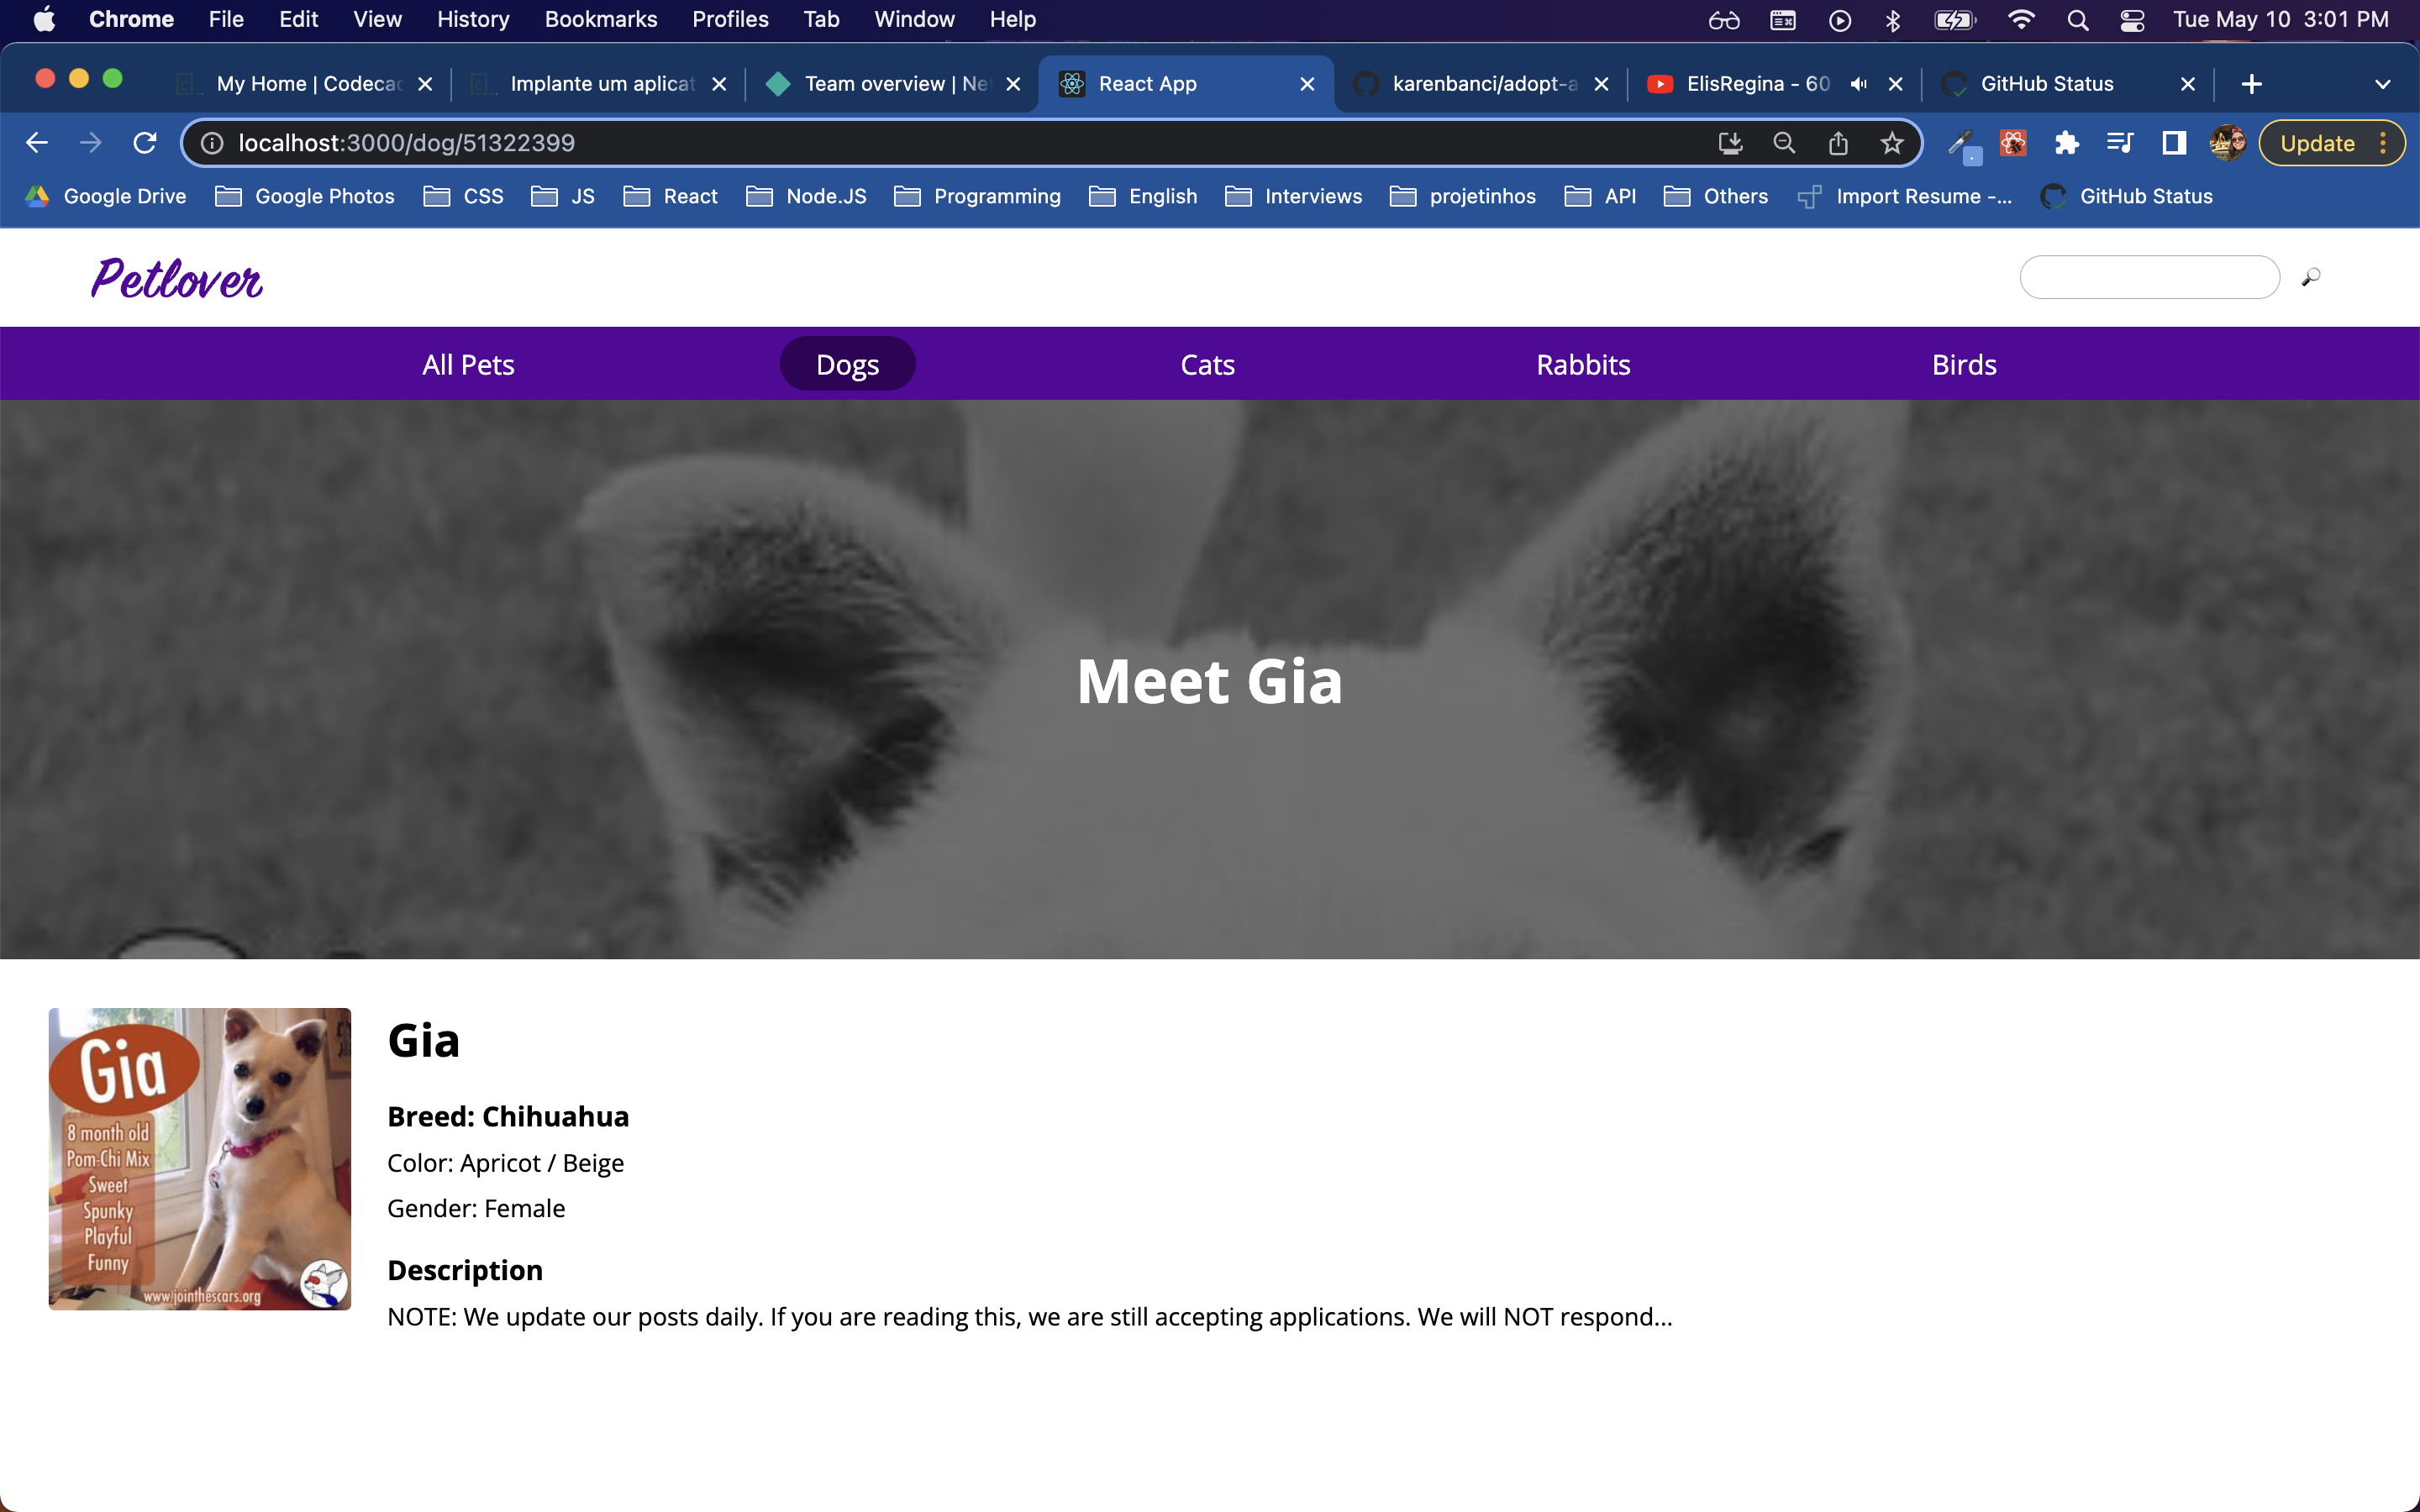 Chrome File Edit View History Bookmarks Profiles Tab Window Help Tue May 10 3:01 PM
My Home | Codecac Implante um aplicat Team overview | Ne React App karenbanci/adopt-a ElisRegina - 60 GitHub Status
localhost:3000/dog/51322399 Update
Google Drive Google Photos CSS JS React Node.JS Programming English Interviews projetinhos API Others Import Resume -... GitHub Status
Petlover
All Pets Dogs Cats Rabbits Birds
Meet Gia
Gia
8 month old
Pom-Chi Mix
Sweet
Spunky
Playful
Funny
www.jointhescars.org
Gia
Breed: Chihuahua
Color: Apricot / Beige
Gender: Female
Description
NOTE: We update our posts daily. If you are reading this, we are still accepting applications. We will NOT respond...